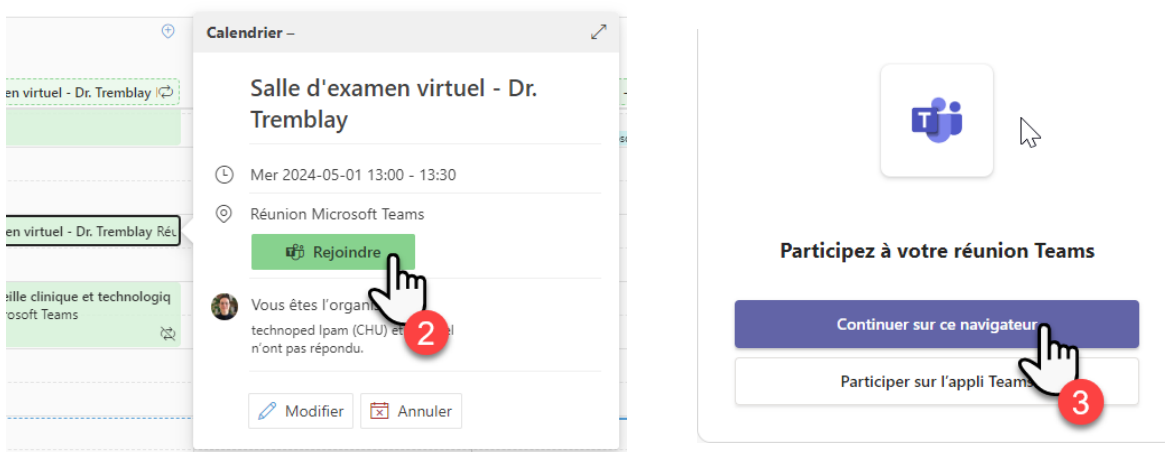 Calendrier –
Salle d'examen virtuel - Dr.
Tremblay
Mer 2024-05-01 13:00 - 13:30
Réunion Microsoft Teams
Rejoindre
Vous êtes l'organis
technoped Ipam (CHU) et
n'ont pas répondu.
2
Modifier
Annuler
en virtuel - Dr. Tremblay
en virtuel - Dr. Tremblay Réu
eille clinique et technologiq
rosoft Teams
T
Participez à votre réunion Teams
Continuer sur ce navigateur
Participer sur l'appli Teams
3